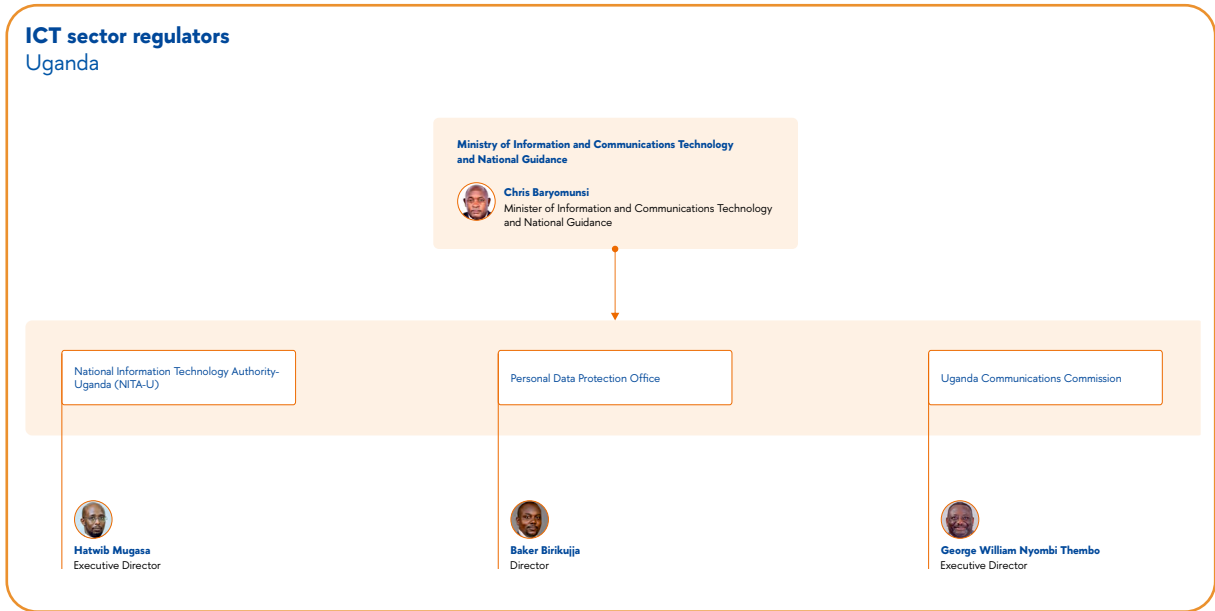 ICT sector regulators
Uganda
Ministry of Information and Communications Technology
and National Guidance
Chris Baryomunsi
Minister of Information and Communications Technology
and National Guidance
National Information Technology Authority-
Uganda (NITA-U)
Personal Data Protection Office
Uganda Communications Commission
Hatwib Mugasa
Executive Director
Baker Birikujja
Director
George William Nyombi Thembo
Executive Director